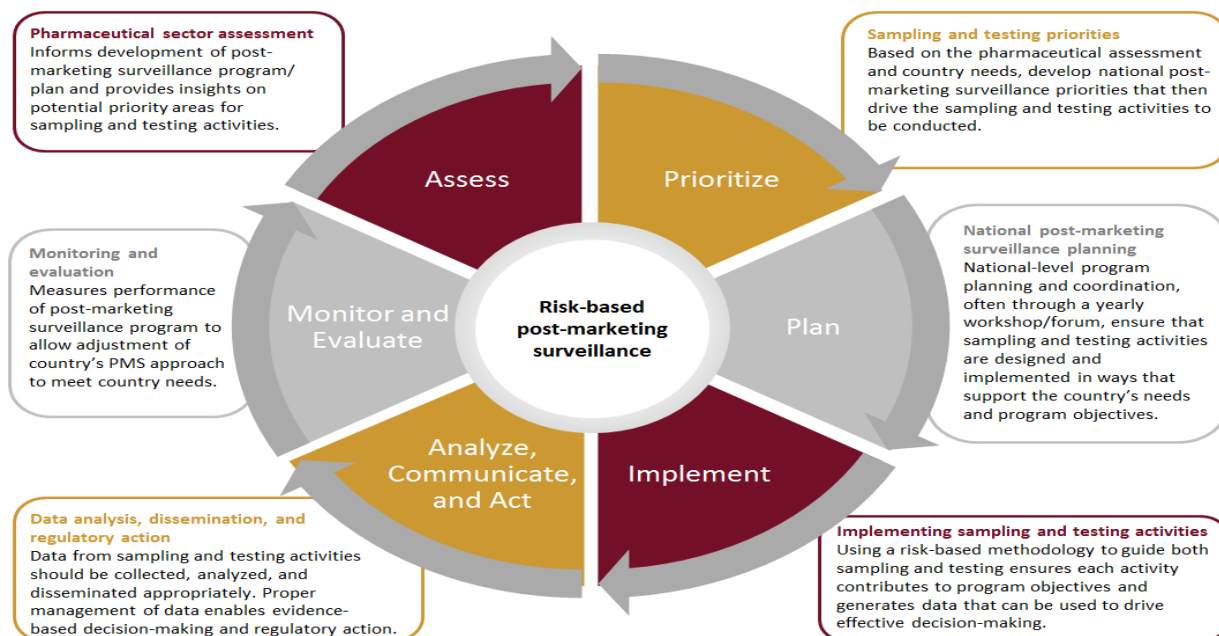 Pharmaceutical sector assessment
Informs development of post-
marketing surveillance program/
plan and provides insights on
potential priority areas for
sampling and testing activities.
Sampling and testing priorities
Based on the pharmaceutical assessment
and country needs, develop national post-
marketing surveillance priorities that then
drive the sampling and testing activities to
be conducted.
Assess
Prioritize
Monitoring and
evaluation
Measures performance
of post-marketing
surveillance program to
allow adjustment of
country's PMS approach
to meet country needs.
Monitor and
Evaluate
Risk-based
post-marketing
surveillance
Plan
National post-marketing
surveillance planning
National-level program
planning and coordination,
often through a yearly
workshop/forum, ensure that
sampling and testing activities
are designed and
implemented in ways that
support the country's needs
and program objectives.
Analyze,
Communicate,
and Act
Implement
Data analysis, dissemination, and
regulatory action
Data from sampling and testing activities
should be collected, analyzed, and
disseminated appropriately. Proper
management of data enables evidence-
based decision-making and regulatory action.
Implementing sampling and testing activities
Using a risk-based methodology to guide both
sampling and testing ensures each activity
contributes to program objectives and
generates data that can be used to drive
effective decision-making.